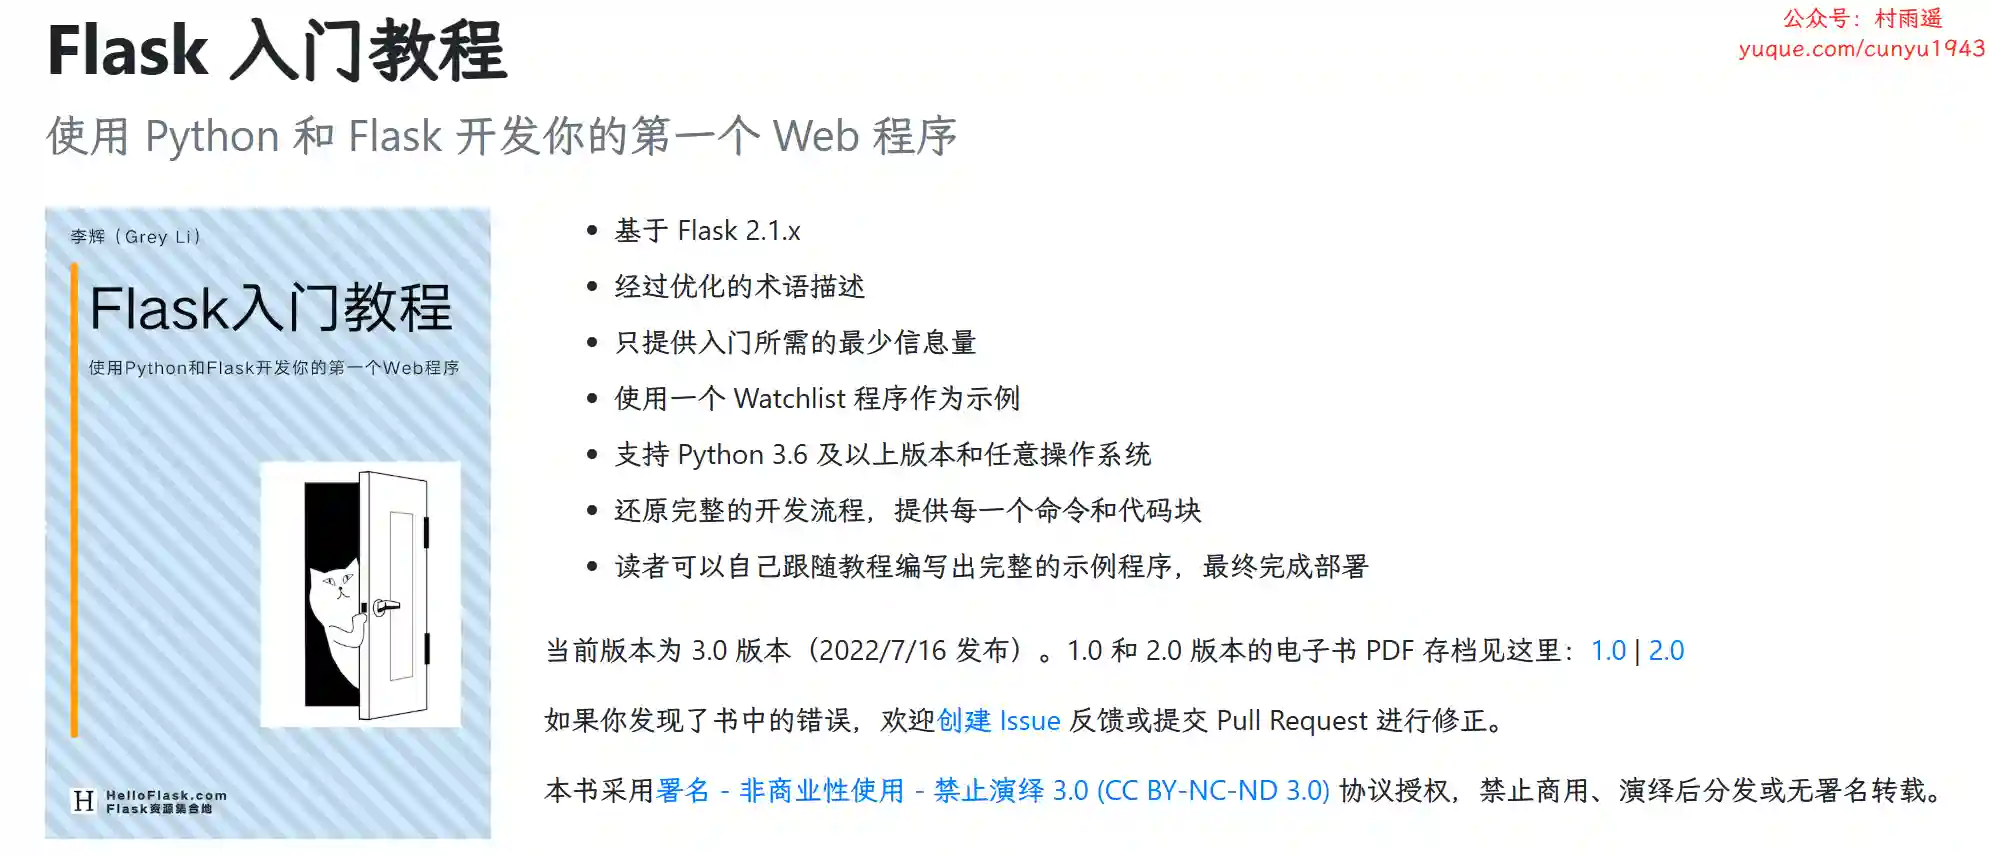 公众号：村雨遥
yuque.com/cunyu1943
Flask 入门教程
使用 Python 和 Flask 开发你的第一个 Web 程序
李辉（Grey Li）
Flask入门教程
使用Python和Flask开发你的第一个Web程序
H
HelloFlask.com
Flask资源集合地
• 基于 Flask 2.1.x
• 经过优化的术语描述
• 只提供入门所需的最少信息量
• 使用一个 Watchlist 程序作为示例
• 支持 Python 3.6 及以上版本和任意操作系统
• 还原完整的开发流程，提供每一个命令和代码块
• 读者可以自己跟随教程编写出完整的示例程序，最终完成部署
当前版本为 3.0 版本（2022/7/16 发布）。1.0 和 2.0 版本的电子书 PDF 存档见这里：1.0 | 2.0
如果你发现了书中的错误，欢迎创建 Issue 反馈或提交 Pull Request 进行修正。
本书采用署名 - 非商业性使用 - 禁止演绎 3.0 (CC BY-NC-ND 3.0) 协议授权，禁止商用、演绎后分发或无署名转载。